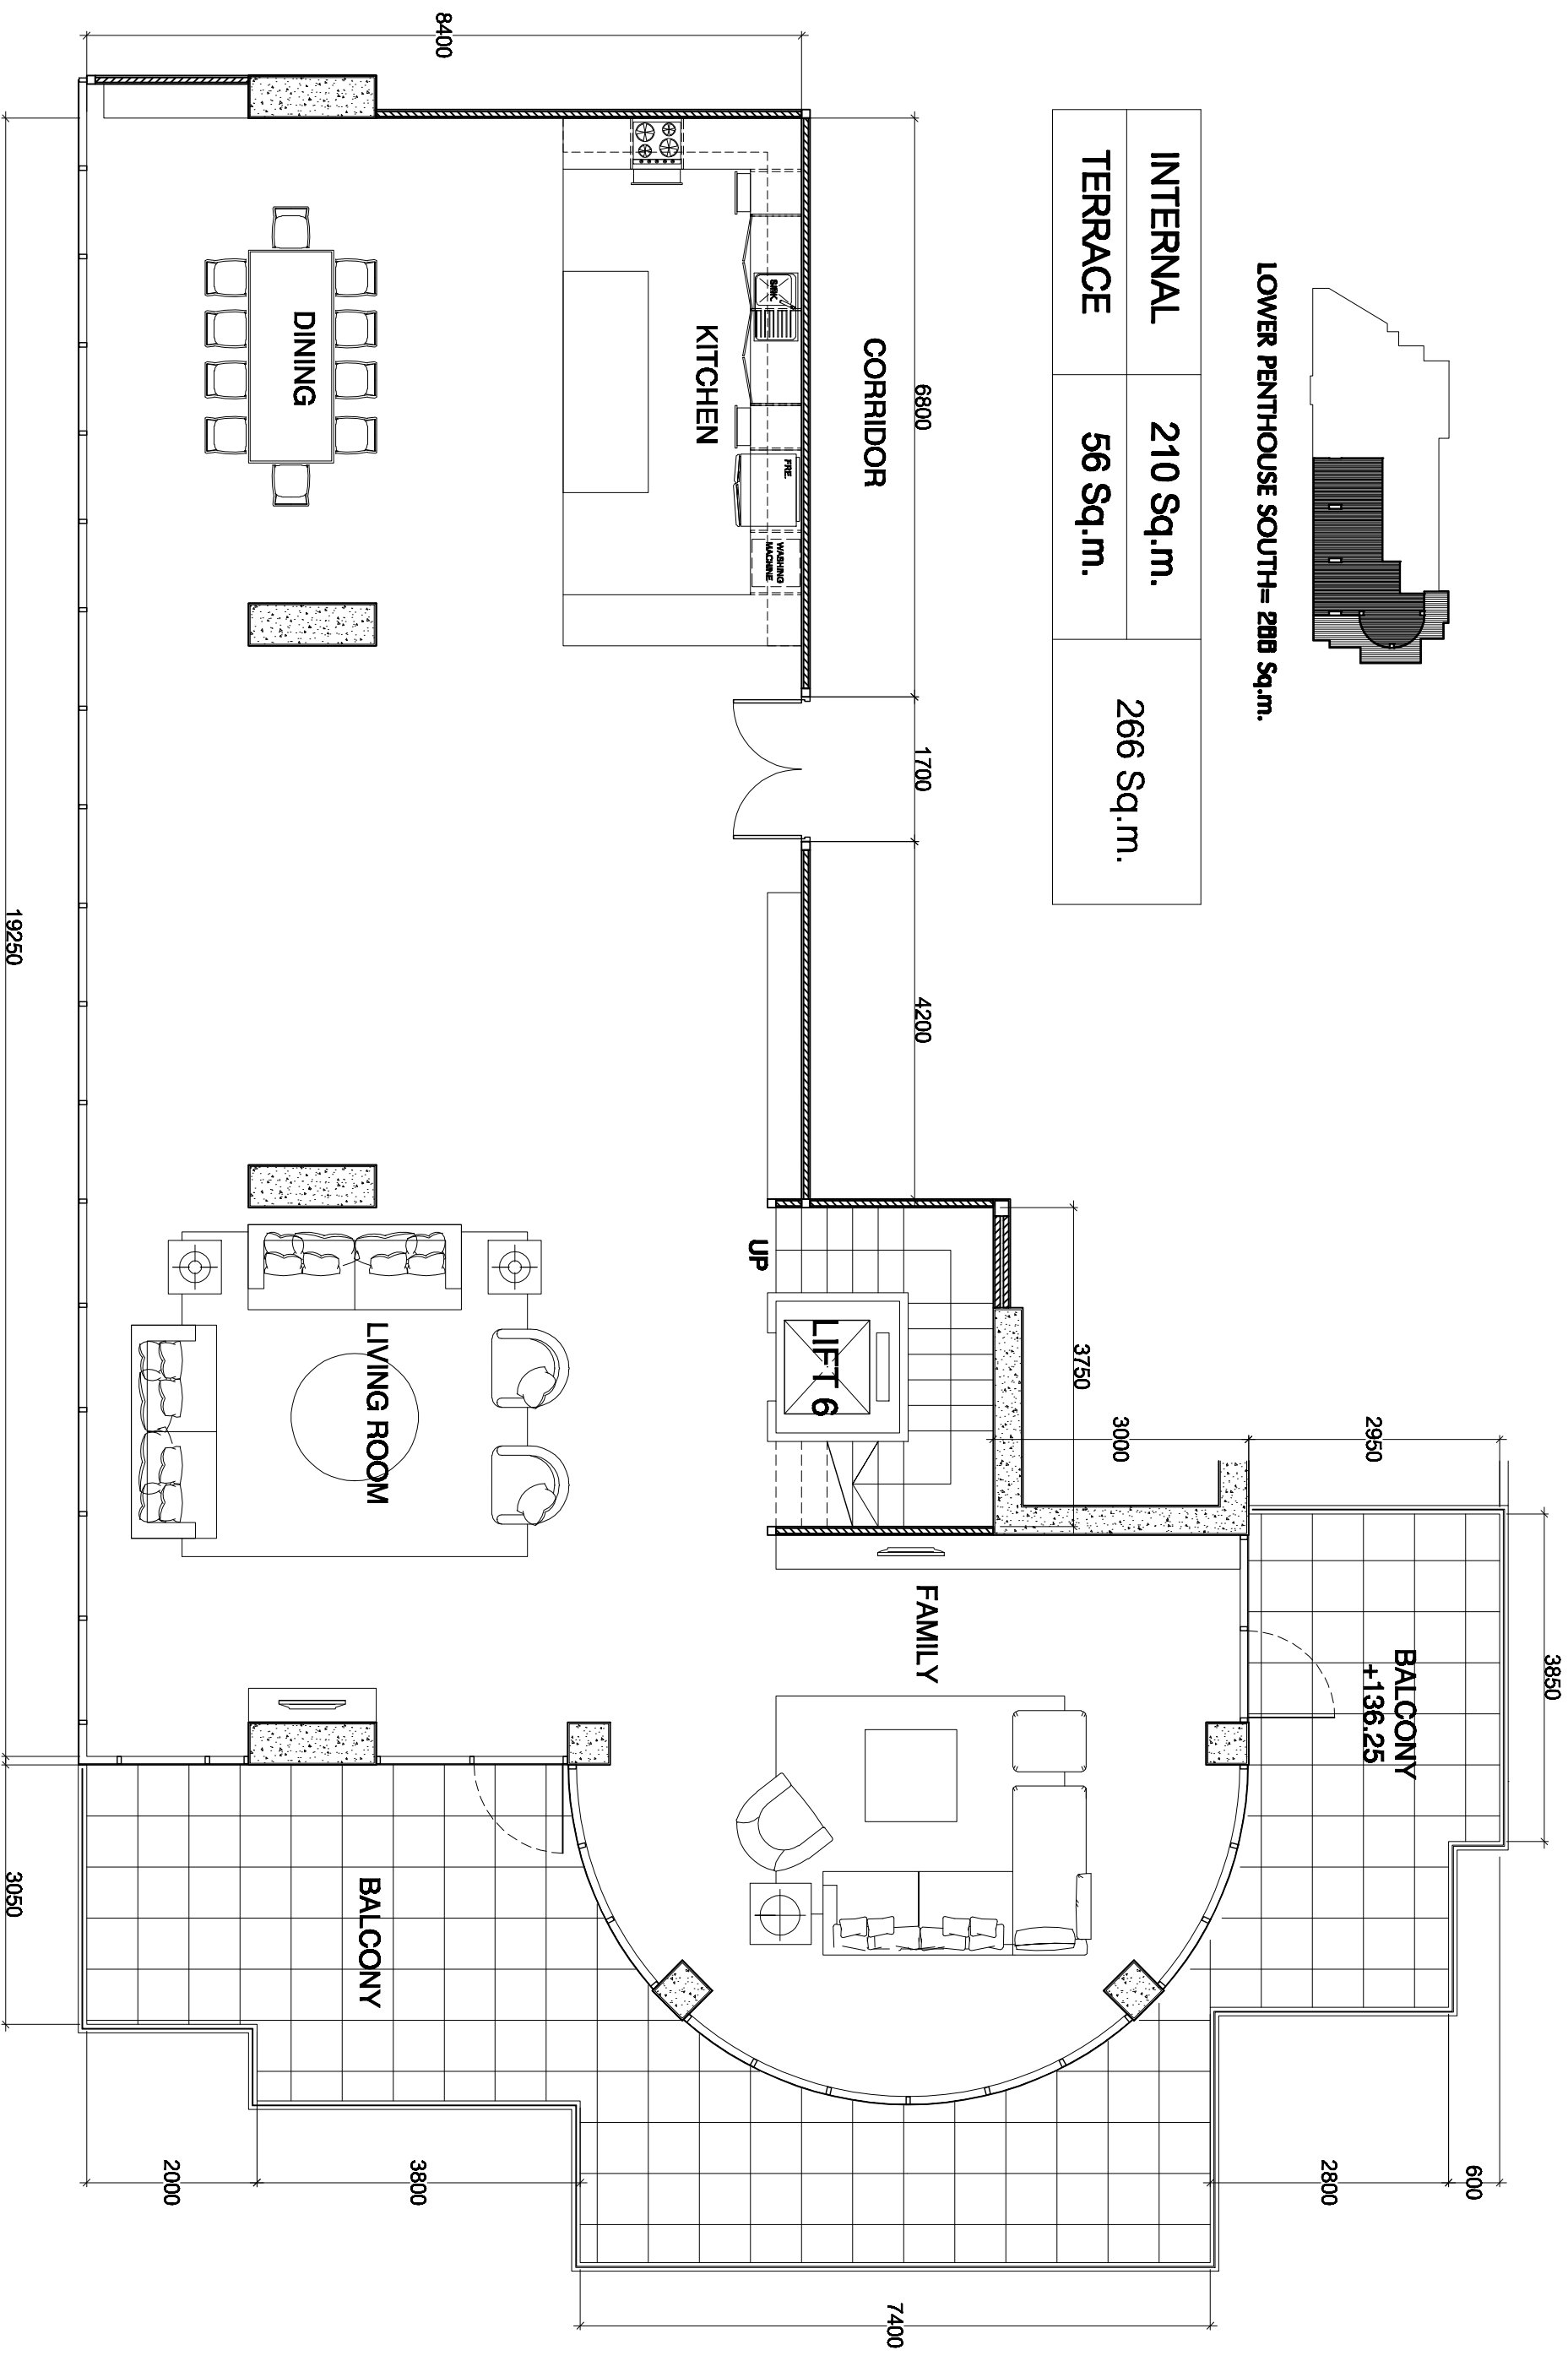 LOWER PENTHOUSE SOUTH= 266 Sq.m.
INTERNAL 210 Sq.m.
TERRACE 56 Sq.m.
266 Sq.m.
8400
6800
1700
4200
3750
3000
2950
3850
CORRIDOR
KITCHEN
SINK
FRE.
WASHING
MACHINE
DINING
UP
LIFT 6
LIVING ROOM
FAMILY
BALCONY
+136.25
BALCONY
19250
3050
2000
3800
7400
2800
600